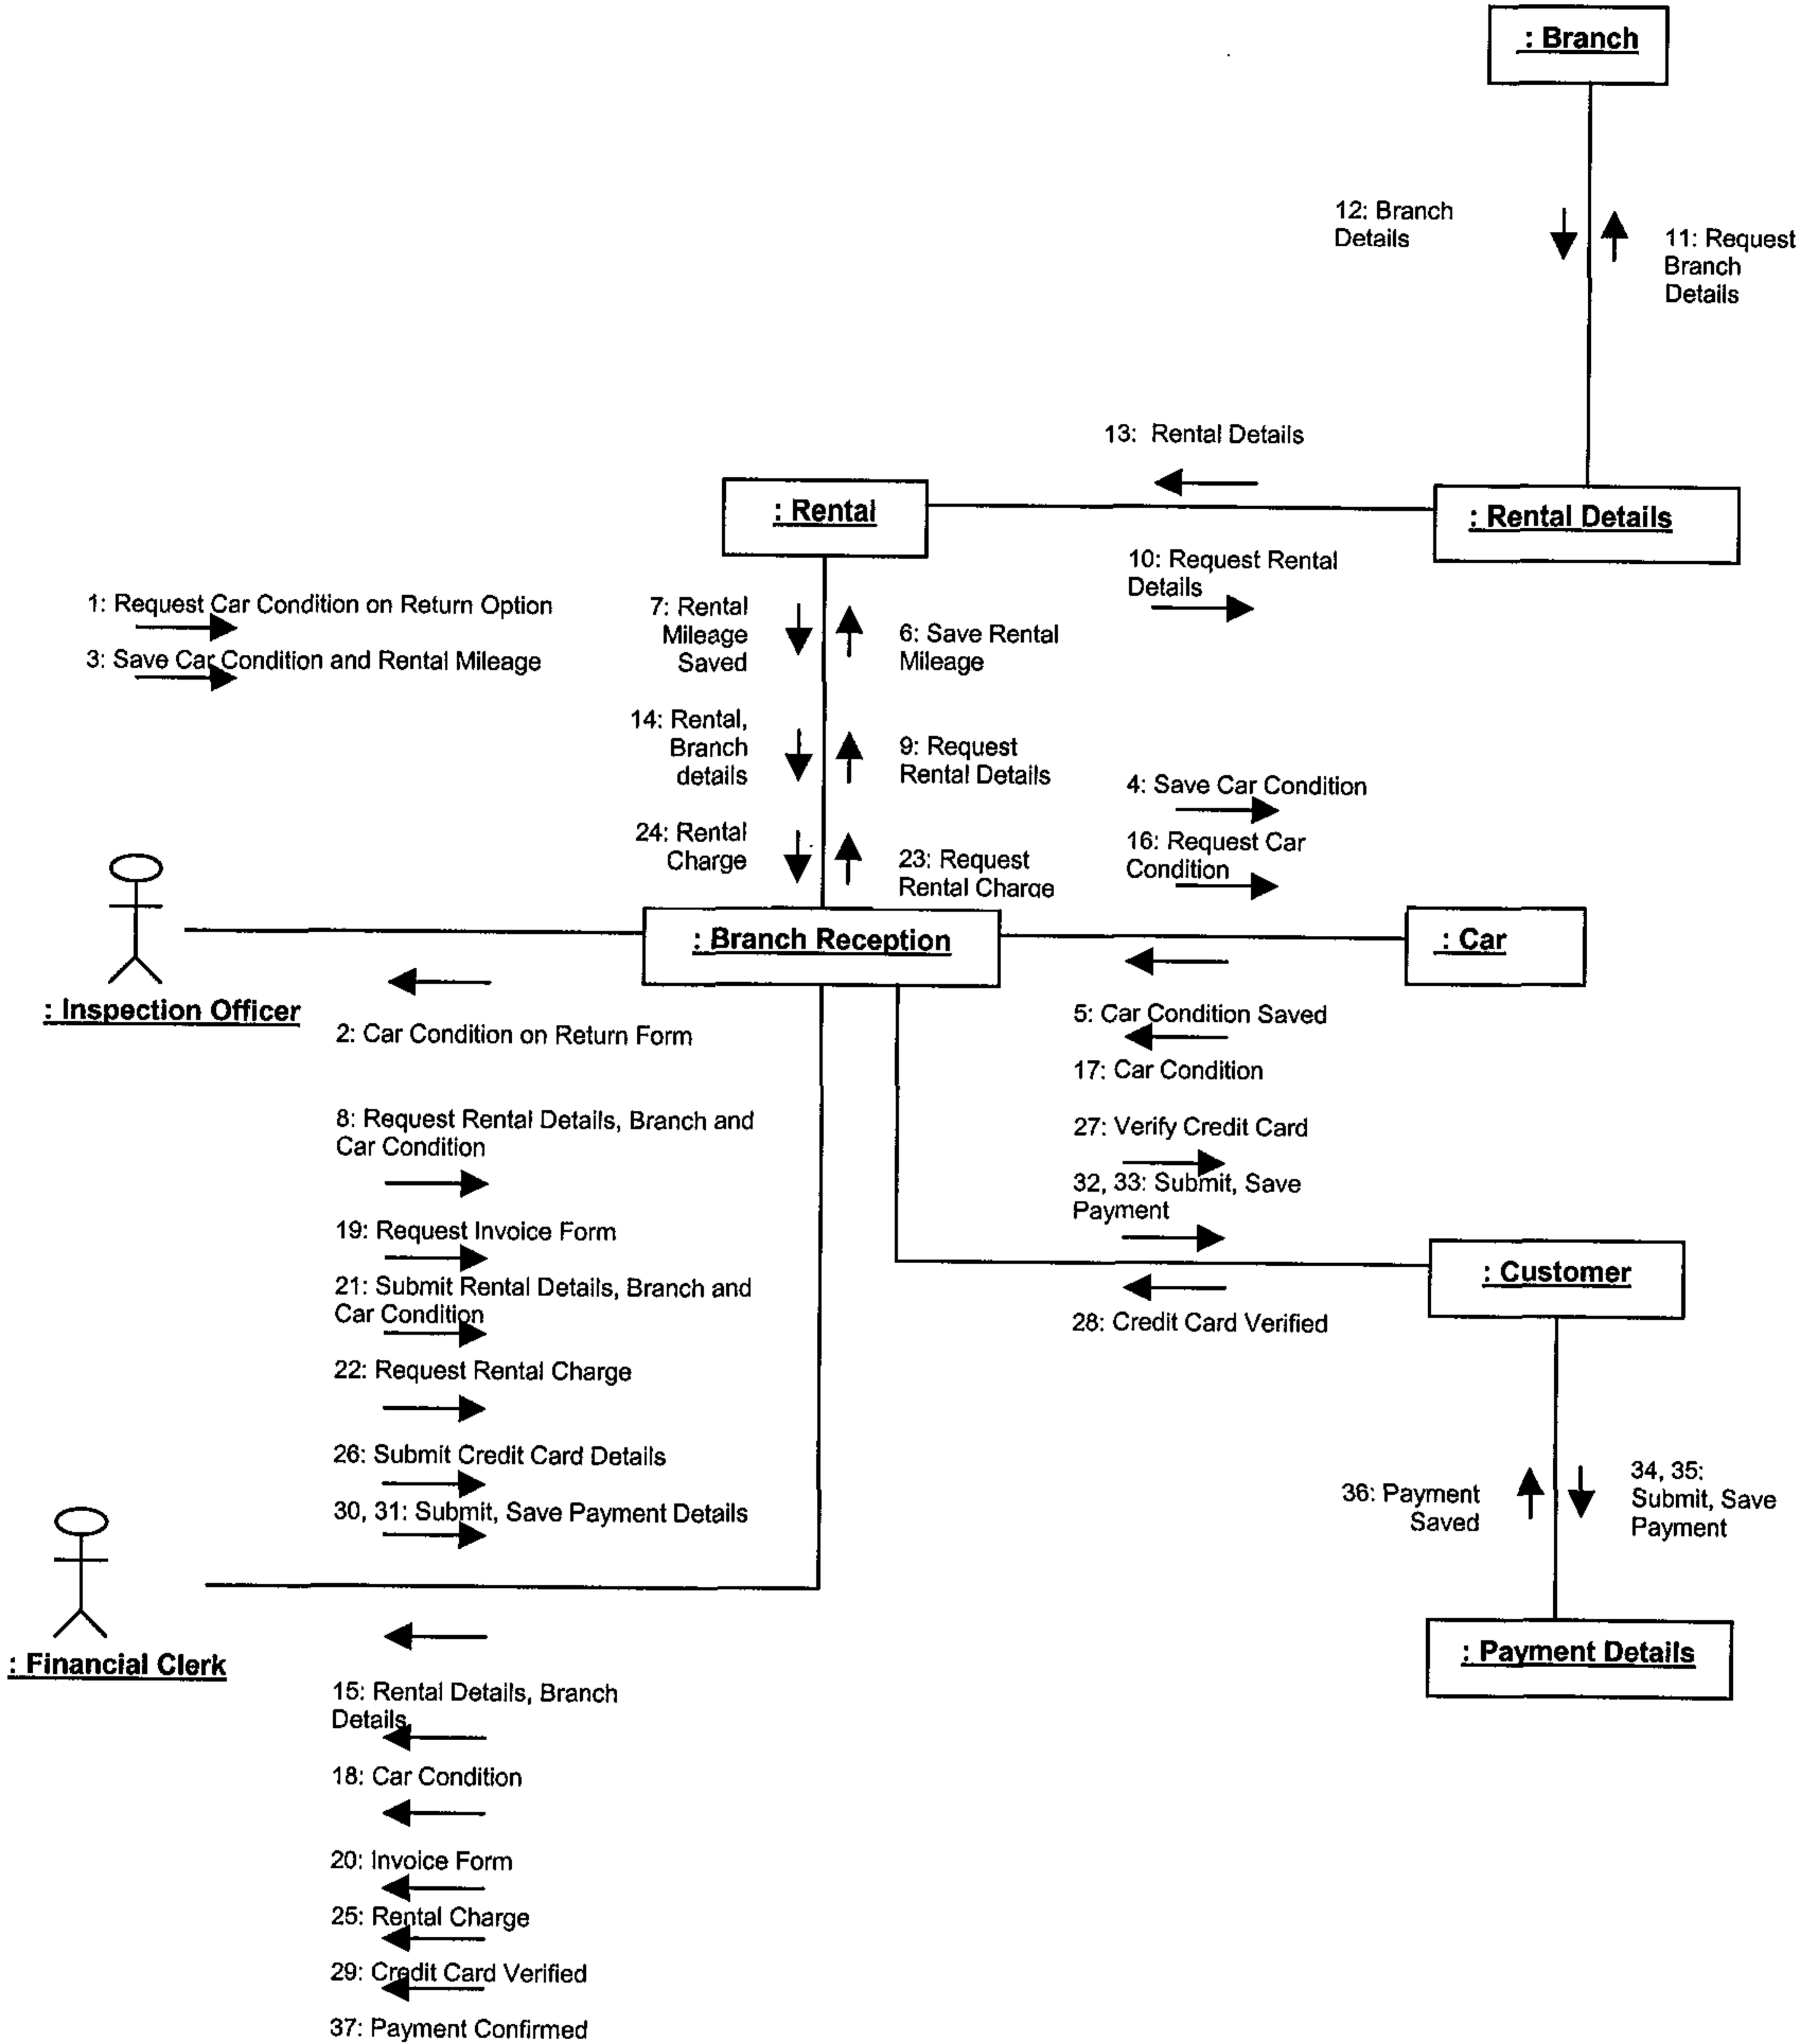 : Branch
12: Branch
Details
11: Request
Branch
Details
13: Rental Details
: Rental
: Rental Details
10: Request Rental
Details
1: Request Car Condition on Return Option
3: Save Car Condition and Rental Mileage
7: Rental
Mileage
Saved
6: Save Rental
Mileage
14: Rental,
Branch
details
9: Request
Rental Details
24: Rental
Charge
23: Request
Rental Charge
4: Save Car Condition
16: Request Car
Condition
: Inspection Officer
: Branch Reception
: Car
2: Car Condition on Return Form
5: Car Condition Saved
17: Car Condition
8: Request Rental Details, Branch and
Car Condition
19: Request Invoice Form
21: Submit Rental Details, Branch and
Car Condition
22: Request Rental Charge
26: Submit Credit Card Details
30, 31: Submit, Save Payment Details
27: Verify Credit Card
32, 33: Submit, Save
Payment
: Customer
28: Credit Card Verified
36: Payment
Saved
34, 35:
Submit, Save
Payment
: Payment Details
: Financial Clerk
15: Rental Details, Branch
Details
18: Car Condition
20: Invoice Form
25: Rental Charge
29: Credit Card Verified
37: Payment Confirmed